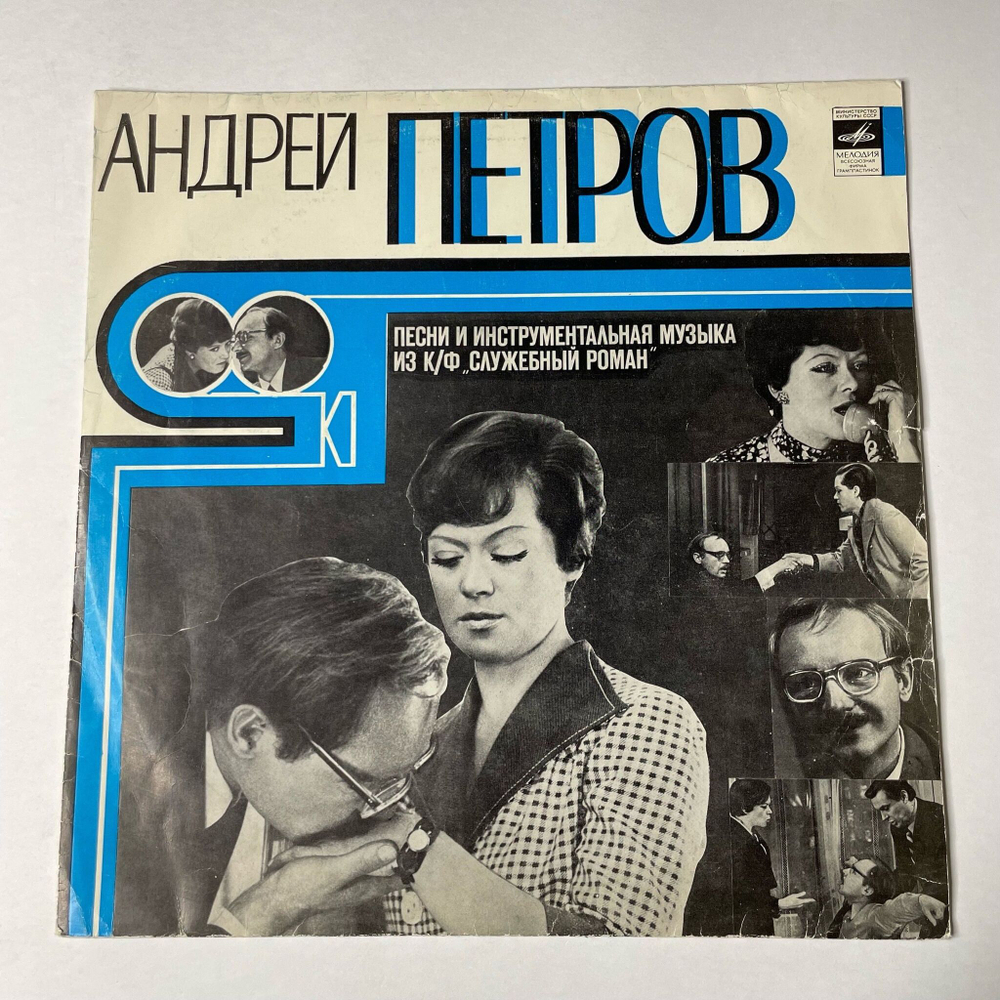 АНДРЕЙ ПЕТРОВ
МИНИСТЕРСТВО
КУЛЬТУРЫ СССР
МЕЛОДИЯ
ВСЕСОЮЗНАЯ
ФИРМА
ГРАМПЛАСТИНОК
ПЕСНИ И ИНСТРУМЕНТАЛЬНАЯ МУЗЫКА
ИЗ К/Ф „СЛУЖЕБНЫЙ РОМАН“